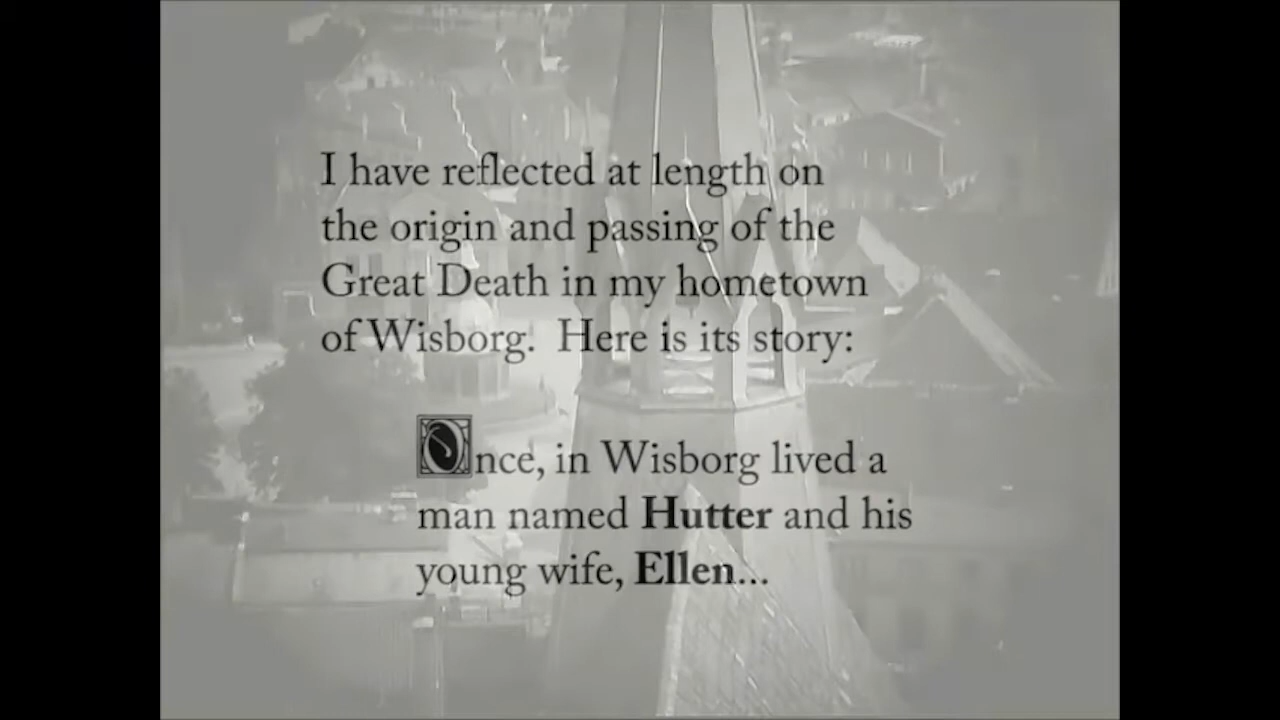 I have reflected at length on
the origin and passing of the
Great Death in my hometown
of Wisborg. Here is its story:
Once, in Wisborg lived a
man named Hutter and his
young wife, Ellen...